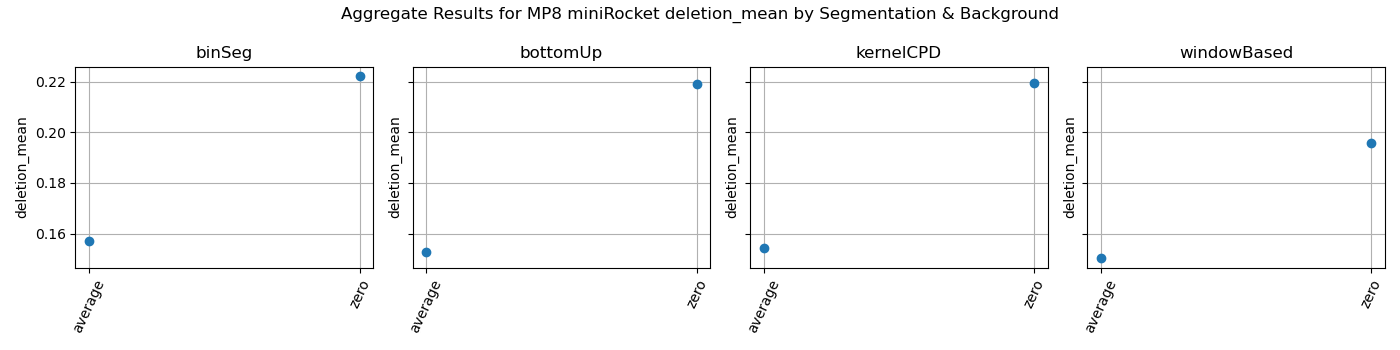 Aggregate Results for MP8 miniRocket deletion_mean by Segmentation & Background
binSeg
deletion_mean
0.22
0.20
0.18
0.16
average
zero
bottomUp
deletion_mean
average
zero
kernelCPD
deletion_mean
average
zero
windowBased
deletion_mean
average
zero